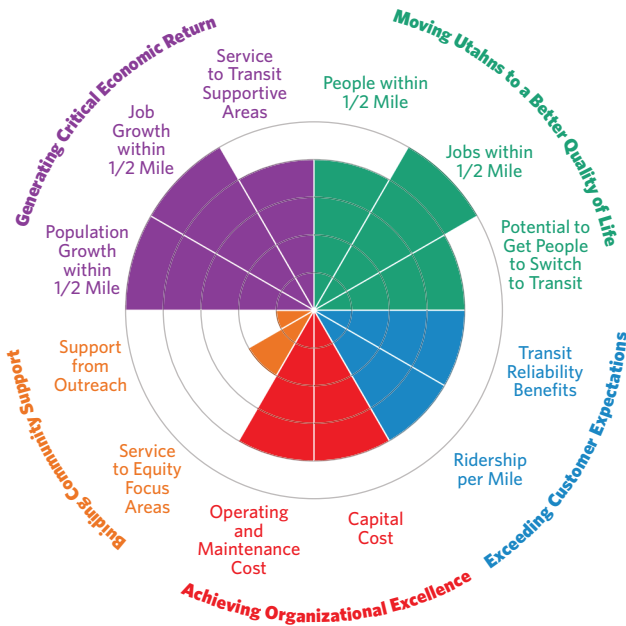 Generating Critical Economic Return
Moving Utahns to a Better Quality of Life
Service
to Transit
Supportive
Areas
People within
1/2 Mile
Job
Growth
within
1/2 Mile
Jobs within
1/2 Mile
Population
Growth
within
1/2 Mile
Potential to
Get People
to Switch
to Transit
Support
from
Outreach
Transit
Reliability
Benefits
Service
to Equity
Focus
Areas
Ridership
per Mile
Operating
and
Maintenance
Cost
Capital
Cost
Building Community Support
Exceeding Customer Expectations
Achieving Organizational Excellence